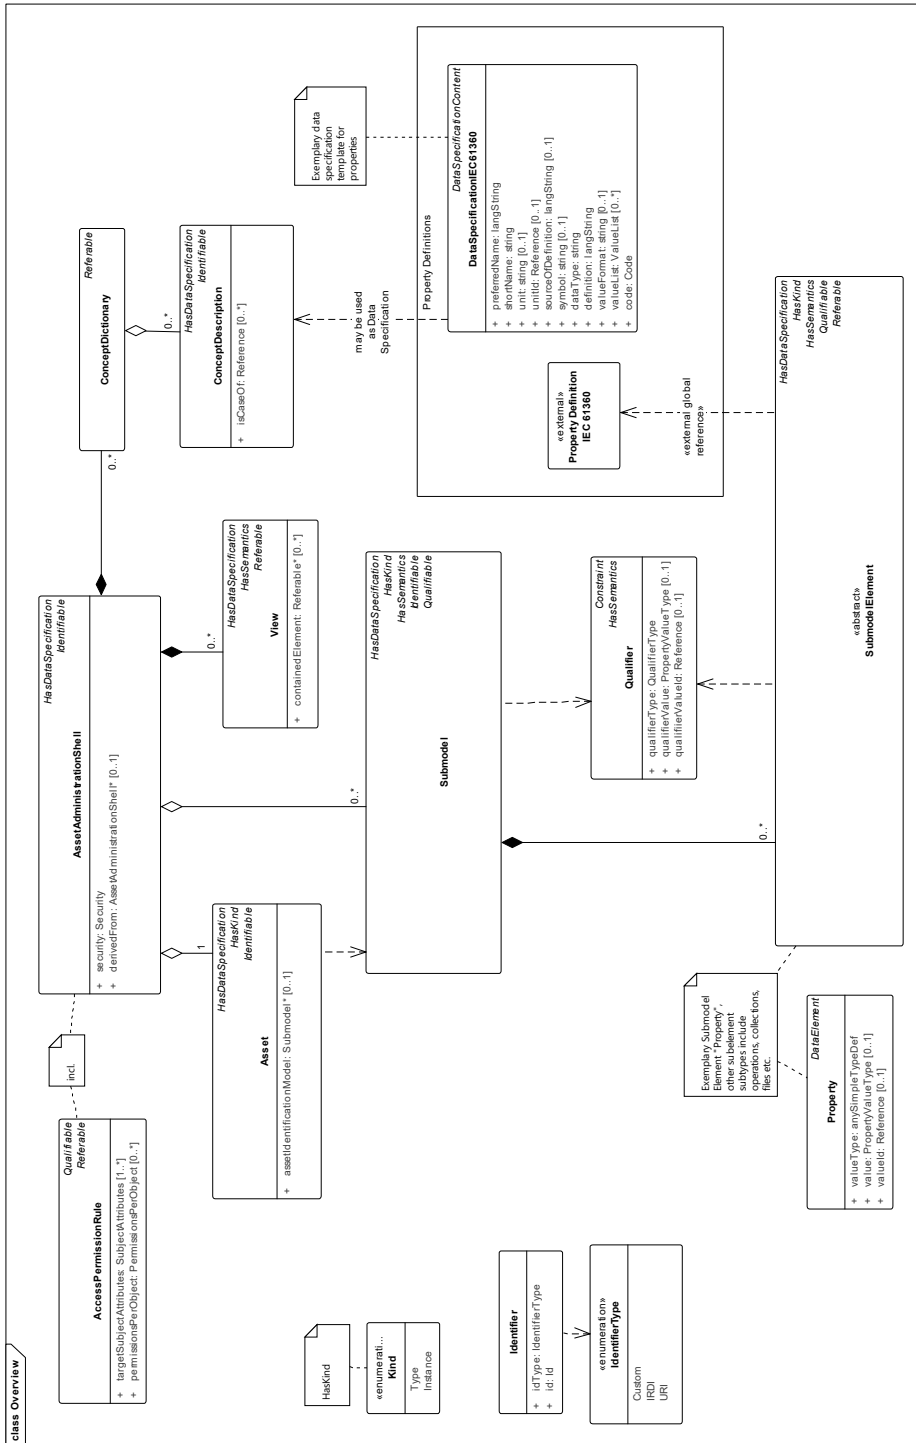 class Overview
AccessPermissionRule
Qualifiable
Referable
+ targetSubjectAttributes: SubjectAttributes [1..*]
+ permissionsPerObject: PermissionsPerObject [0..*]
incl.
HasDataSpecification
Identifiable
AssetAdministrationShell
+ security: Security
+ derivedFrom: AssetAdministrationShell* [0..1]
0..*
Referable
ConceptDictionary
0..*
HasDataSpecification
Identifiable
ConceptDescription
+ isCaseOf: Reference [0..*]
1
HasDataSpecification
HasKind
Identifiable
Asset
+ assetIdentificationModel: Submodel* [0..1]
0..*
HasDataSpecification
HasSemantics
Referable
View
+ containedElement: Referable* [0..*]
may be used
as Data
Specification
Exemplary data
specification
template for
properties
HasKind
«enumerati...
Kind
Type
Instance
0..*
HasDataSpecification
HasKind
HasSemantics
Identifiable
Qualifiable
Submodel
Property Definitions
DataSpecificationContent
DataSpecificationIEC61360
+ preferredName: langString
+ shortName: string
+ unit: string [0..1]
+ unitId: Reference [0..1]
+ sourceOfDefinition: langString [0..1]
+ symbol: string [0..1]
+ dataType: string
+ definition: langString
+ valueFormat: string [0..1]
+ valueList: ValueList [0..*]
+ code: Code
«external»
Property Definition
IEC 61360
«external global
reference»
Identifier
+ idType: IdentifierType
+ id: Id
«enumeration»
IdentifierType
Custom
IRDI
URI
Constraint
HasSemantics
Qualifier
+ qualifierType: QualifierType
+ qualifierValue: PropertyValueType [0..1]
+ qualifiierValueId: Reference [0..1]
Exemplary Submodel
Element "Property",
other subelement
subtypes include
operations, collections,
files etc.
0..*
HasDataSpecification
HasKind
HasSemantics
Qualifiable
Referable
«abstract»
SubmodelElement
DataElement
Property
+ valueType: anySimpleTypeDef
+ value: PropertyValueType [0..1]
+ valueId: Reference [0..1]